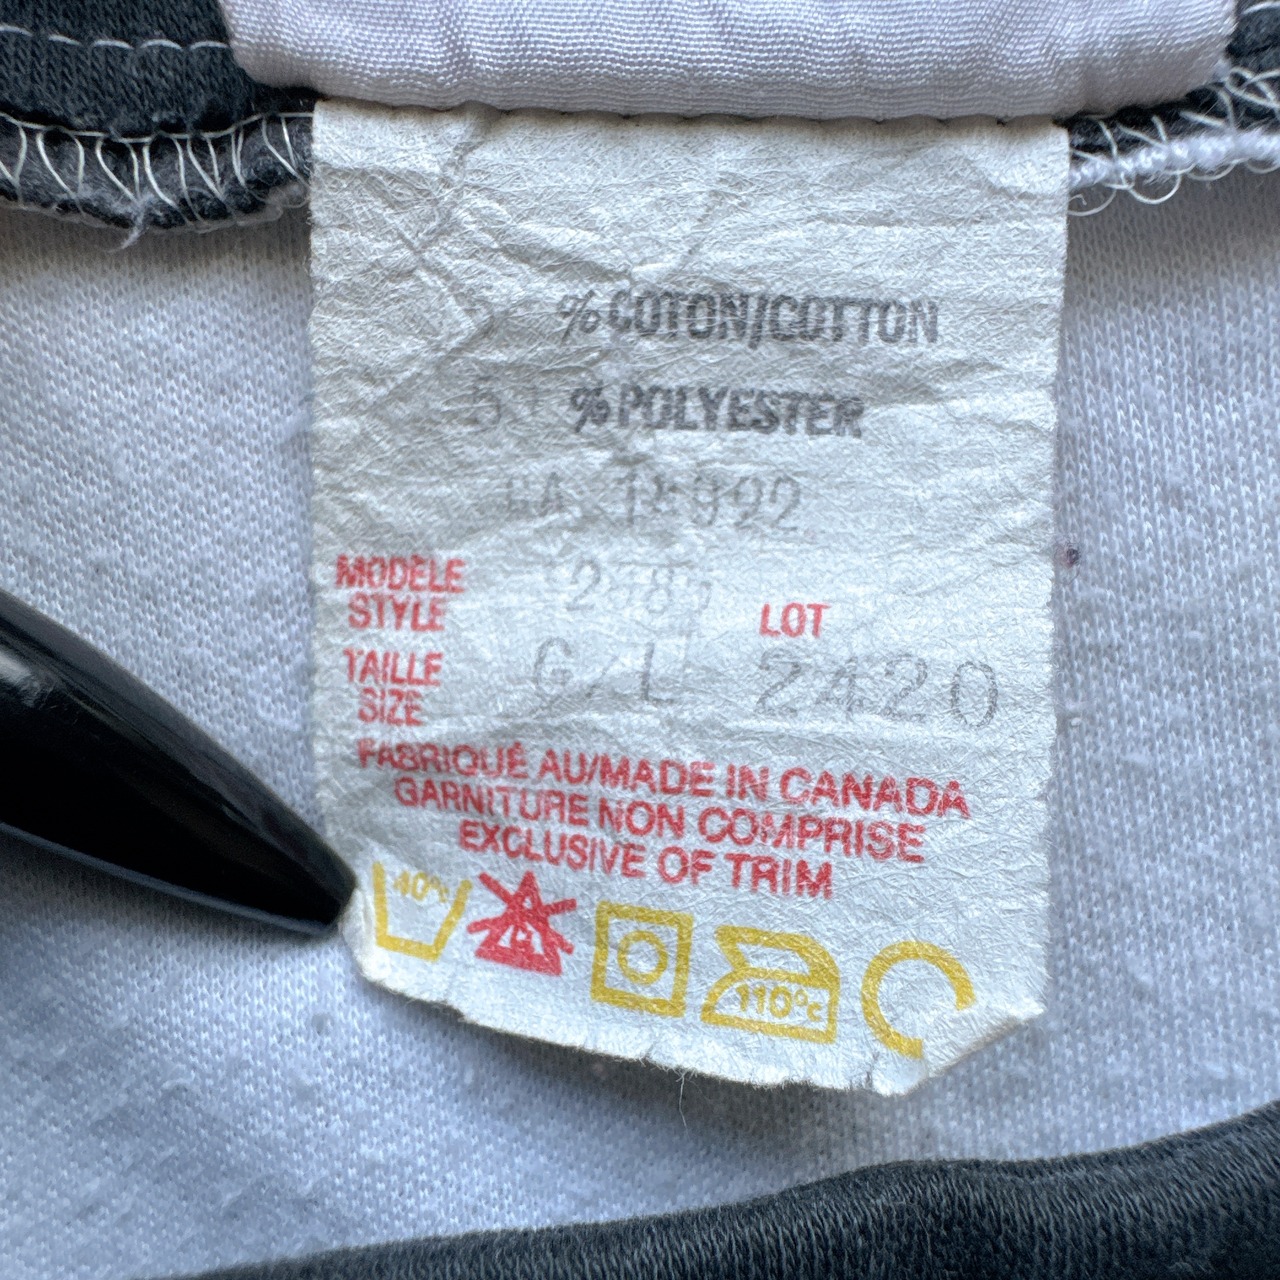 % COTON/COTTON
% POLYESTER
MODÈLE
STYLE
LOT
TAILLE
SIZE
G/L
2420
FABRIQUÉ AU/MADE IN CANADA
GARNITURE NON COMPRISE
EXCLUSIVE OF TRIM
40°c
110°c